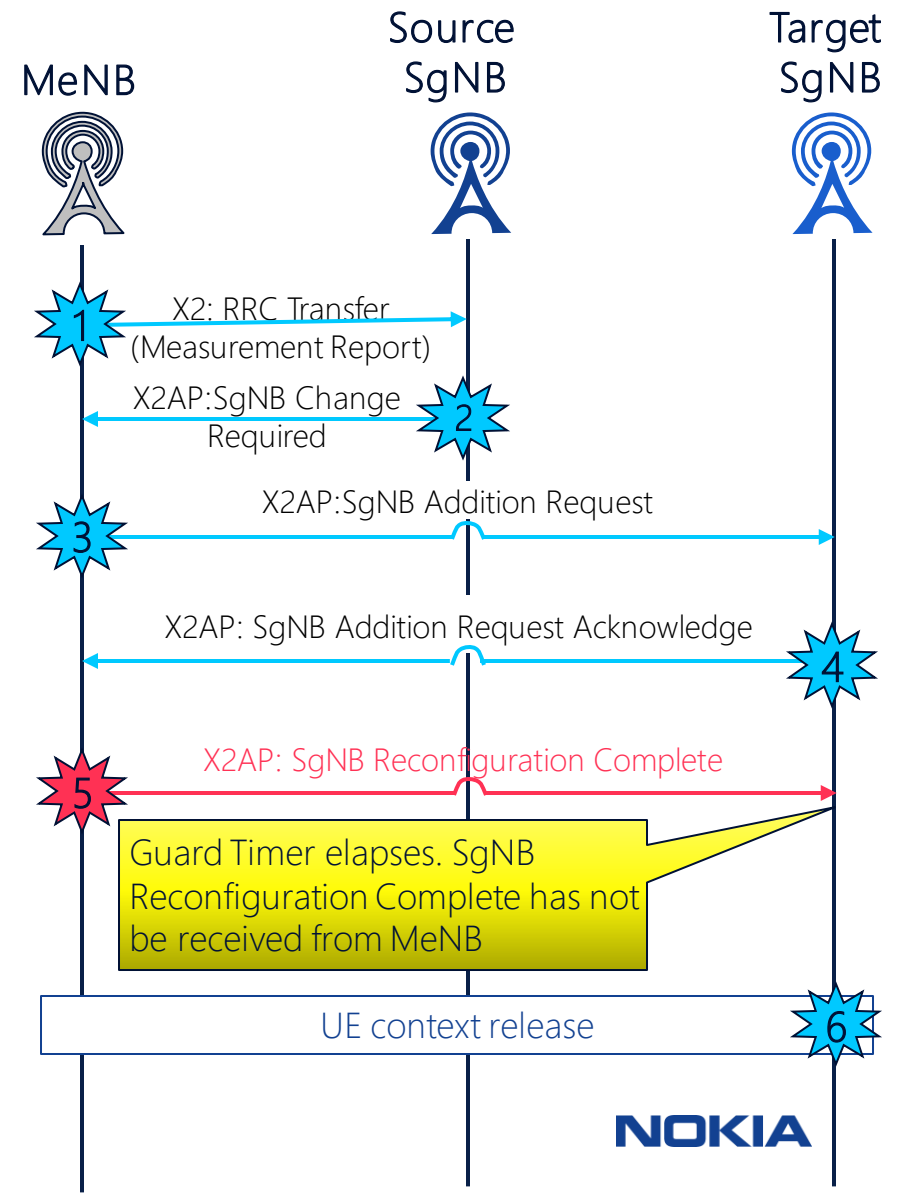 MeNB
Source
SgNB
Target
SgNB
1
X2: RRC Transfer
(Measurement Report)
X2AP:SgNB Change
Required
2
X2AP:SgNB Addition Request
3
X2AP: SgNB Addition Request Acknowledge
4
X2AP: SgNB Reconfiguration Complete
5
Guard Timer elapses. SgNB
Reconfiguration Complete has not
be received from MeNB
UE context release
6
NOKIA